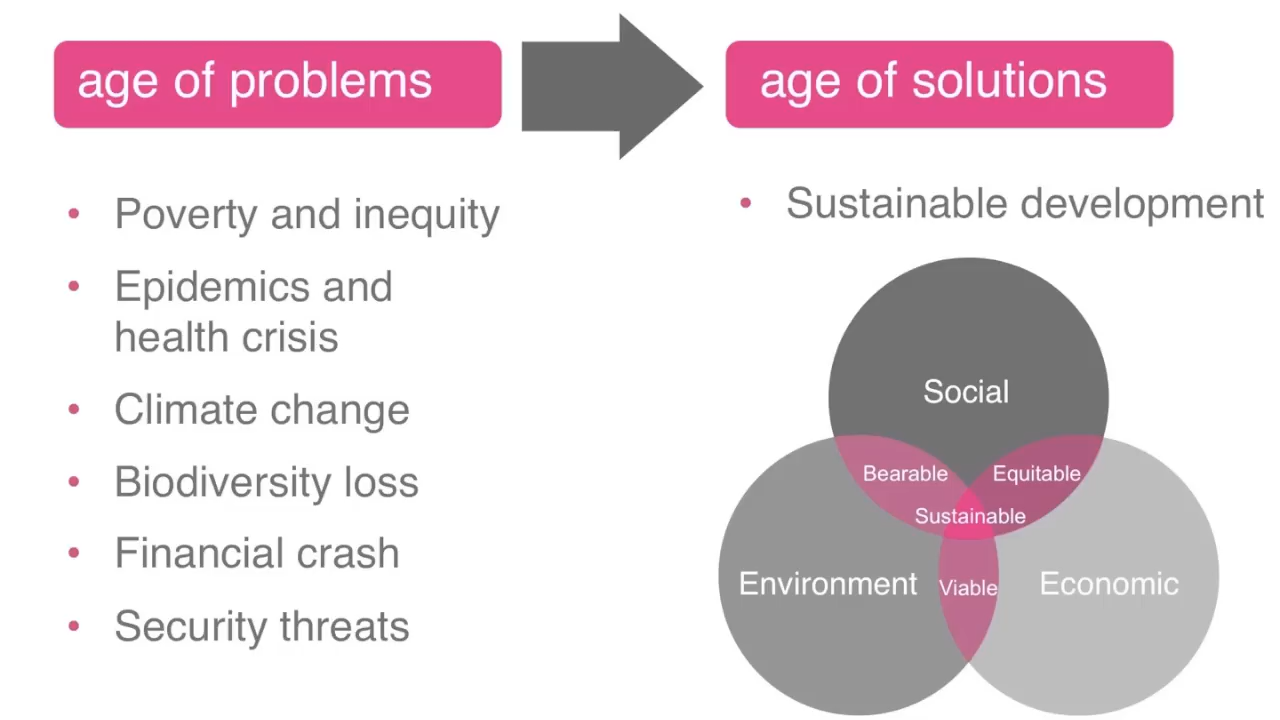 age of problems
age of solutions
• Poverty and inequity
• Epidemics and
health crisis
• Climate change
• Biodiversity loss
• Financial crash
• Security threats
• Sustainable development
Social
Bearable
Equitable
Sustainable
Environment
Viable
Economic